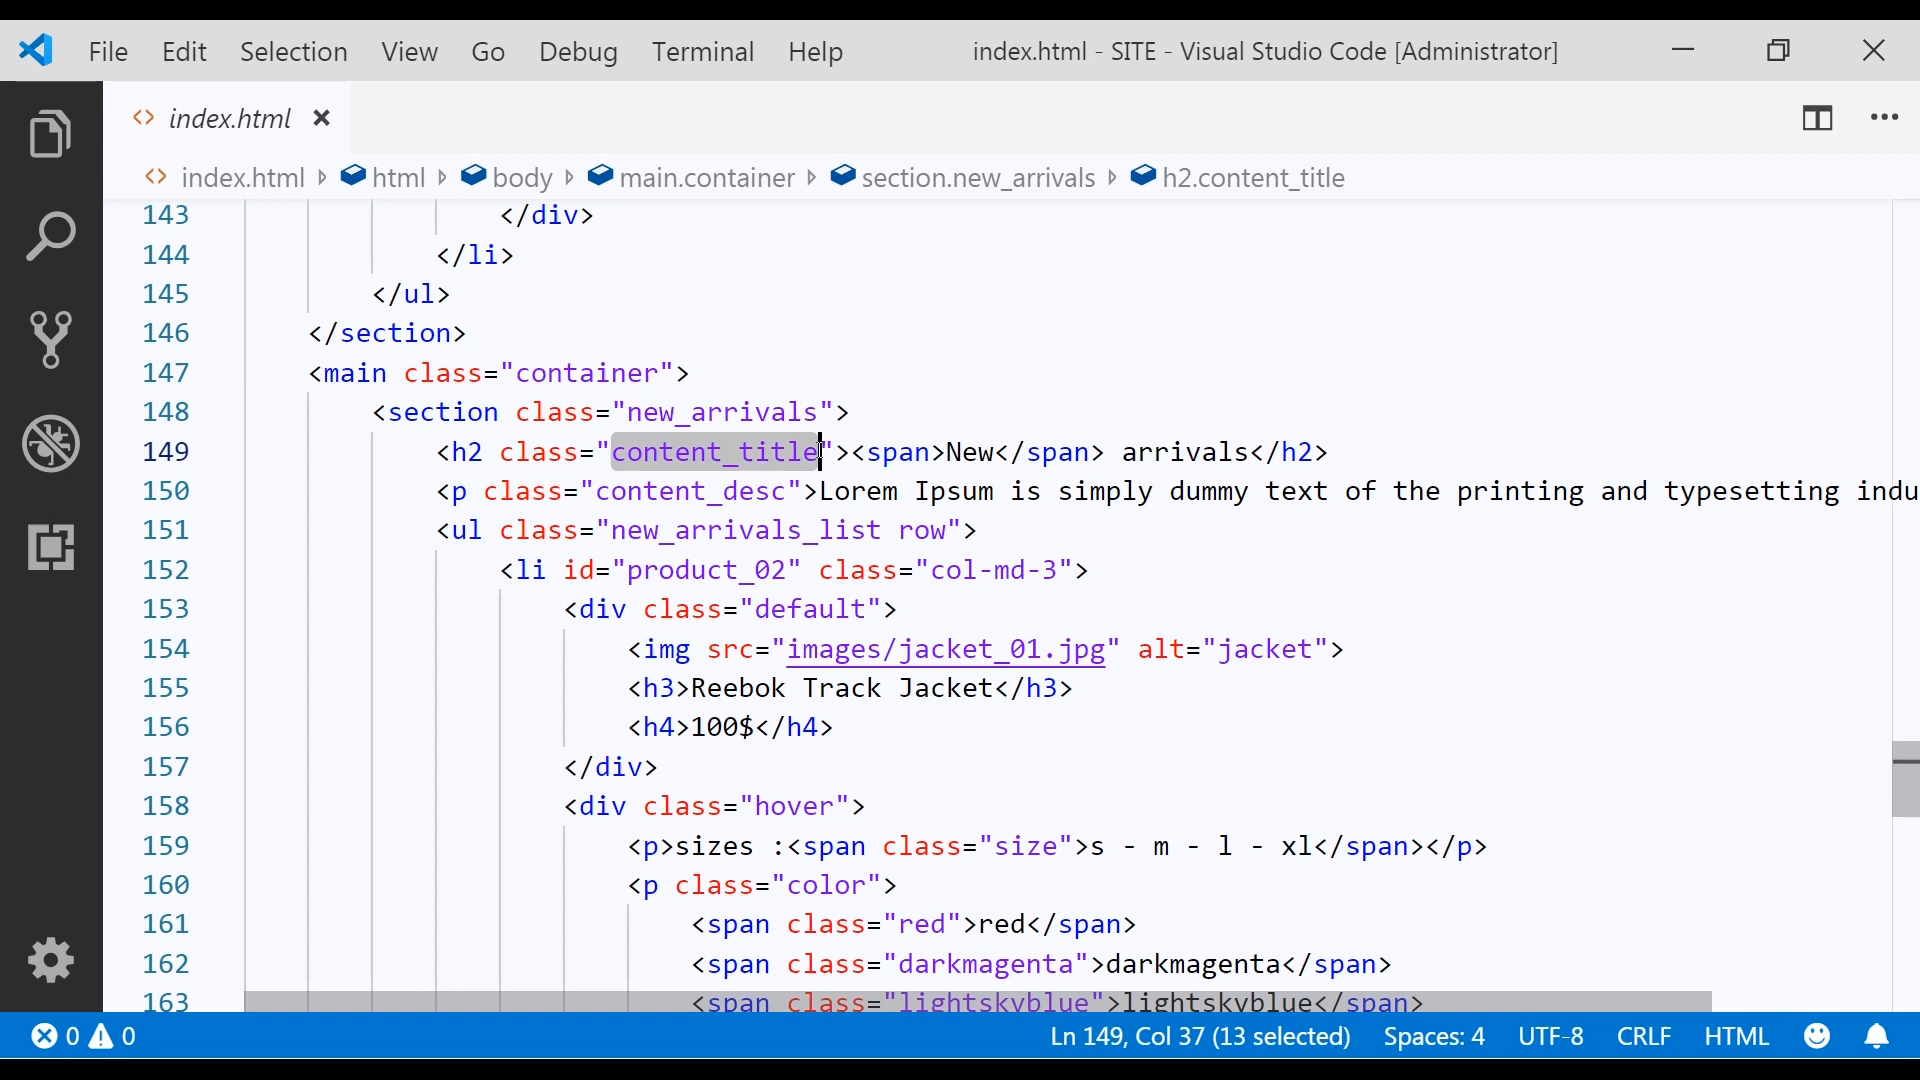 File Edit Selection View Go Debug Terminal Help index.html - SITE - Visual Studio Code [Administrator]
index.html
index.html html body main.container section.new_arrivals h2.content_title
143 </div>
144 </li>
145 </ul>
146 </section>
147 <main class="container">
148 <section class="new_arrivals">
149 <h2 class="content_title"><span>New</span> arrivals</h2>
150 <p class="content_desc">Lorem Ipsum is simply dummy text of the printing and typesetting indu
151 <ul class="new_arrivals_list row">
152 <li id="product_02" class="col-md-3">
153 <div class="default">
154 <img src="images/jacket_01.jpg" alt="jacket">
155 <h3>Reebok Track Jacket</h3>
156 <h4>100$</h4>
157 </div>
158 <div class="hover">
159 <p>sizes :<span class="size">s - m - l - xl</span></p>
160 <p class="color">
161 <span class="red">red</span>
162 <span class="darkmagenta">darkmagenta</span>
163 <span class="lightskyblue">lightskyblue</span>
0 0 Ln 149, Col 37 (13 selected) Spaces: 4 UTF-8 CRLF HTML